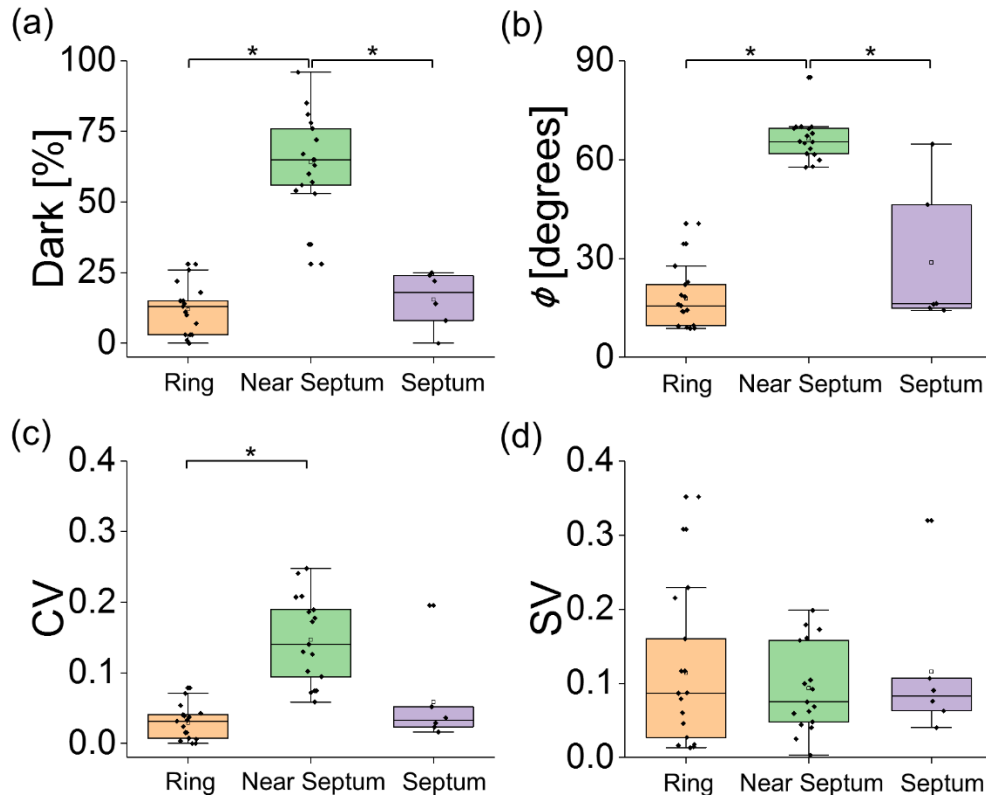 (a)
Dark [%]
100
75
50
25
0
* *
Ring Near Septum Septum
(b)
ϕ [degrees]
90
60
30
0
* *
Ring Near Septum Septum
(c)
CV
0.4
0.3
0.2
0.1
0.0
*
Ring Near Septum Septum
(d)
SV
0.4
0.3
0.2
0.1
0.0
Ring Near Septum Septum